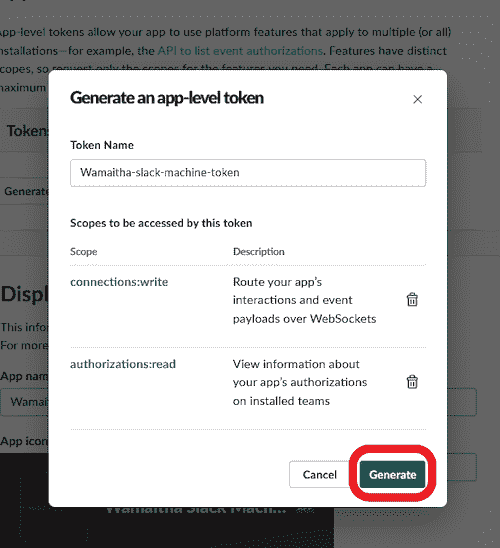 App-level tokens allow your app to use platform features that apply to multiple (or all)
installations—for example, the API to list event authorizations. Features have distinct
scopes, so request only the scopes for the features you need. Each app can have a
maximum
Generate an app-level token
Tokens
Token Name
Wamaitha-slack-machine-token
Generate
Scopes to be accessed by this token
Scope Description
connections:write Route your app's
interactions and event
payloads over WebSockets
Displ
This infor
For more
authorizations:read View information about
your app's authorizations
on installed teams
App nam
Wamait
App icon
Cancel Generate
Wamaitha Slack Mac...